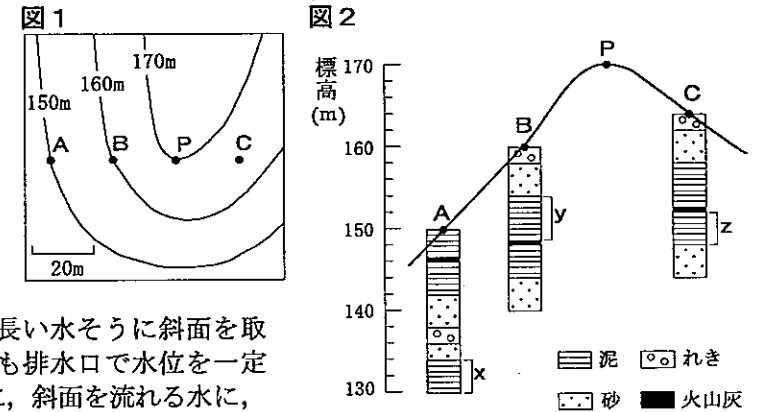 図1
170m
160m
150m
A
B
P
C
20m
図2
標高(m)
170
160
150
140
130
P
C
B
A
y
z
x
泥
れき
砂
火山灰
長い水そうに斜面を取
も排水口で水位を一定
,斜面を流れる水に,